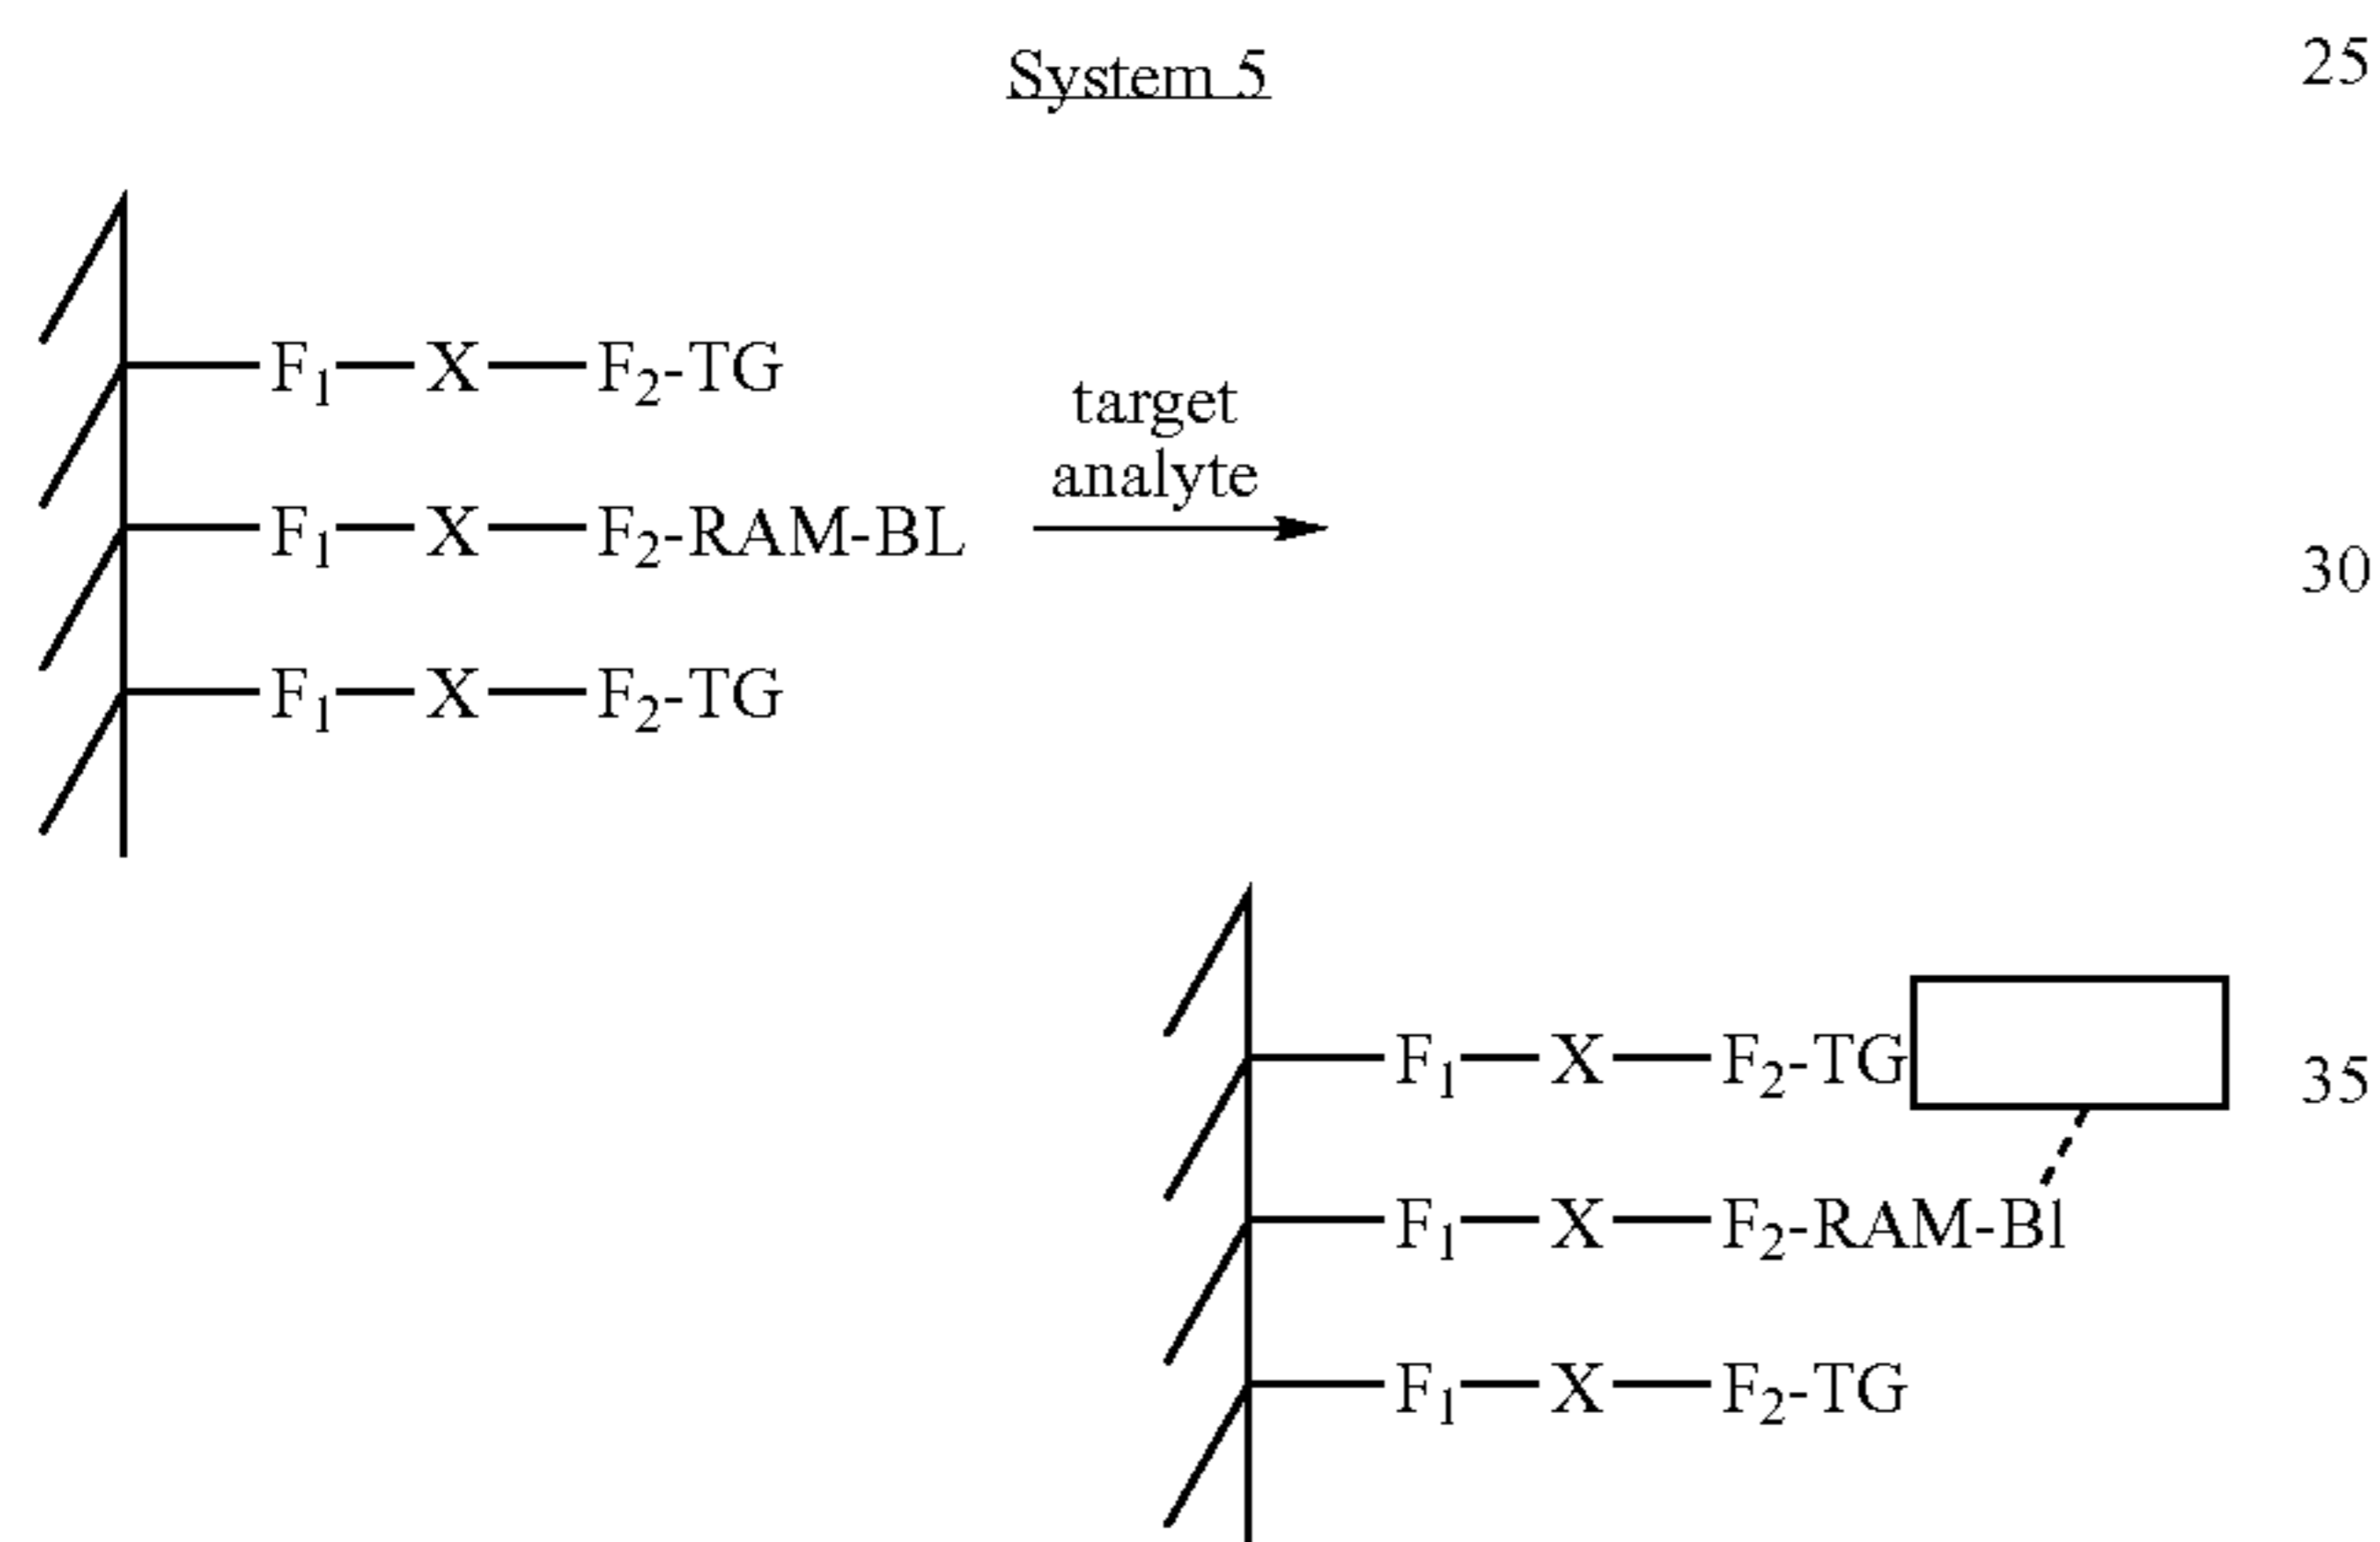 System 5
25
F₁—X—F₂-TG
target
analyte
F₁—X—F₂-RAM-BL
30
F₁—X—F₂-TG
F₁—X—F₂-TG
35
F₁—X—F₂-RAM-Bl
F₁—X—F₂-TG